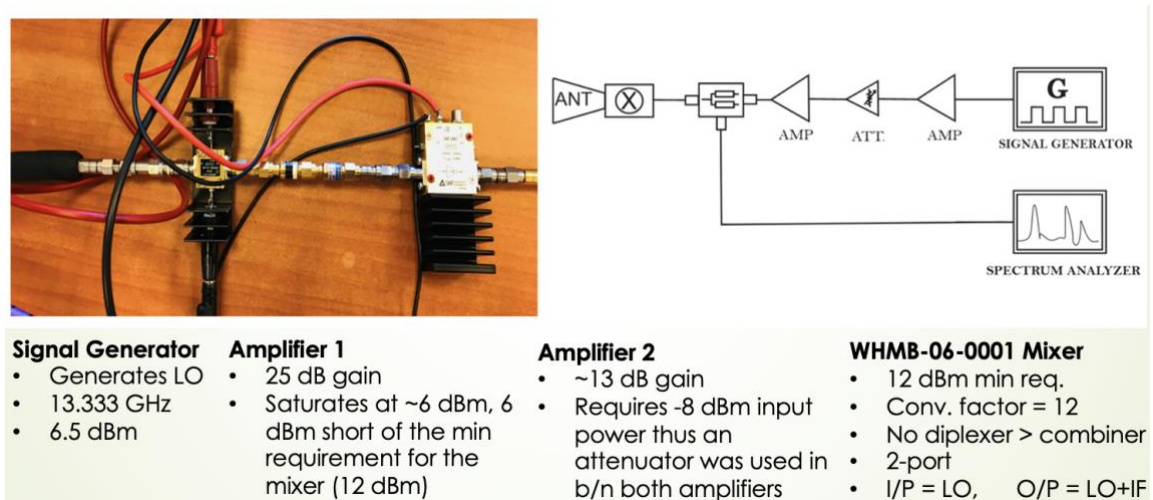 ANT
AMP
ATT.
AMP
G
SIGNAL GENERATOR
SPECTRUM ANALYZER
Signal Generator
• Generates LO
• 13.333 GHz
• 6.5 dBm
Amplifier 1
• 25 dB gain
• Saturates at ~6 dBm, 6
dBm short of the min
requirement for the
mixer (12 dBm)
Amplifier 2
• ~13 dB gain
• Requires -8 dBm input
power thus an
attenuator was used in
b/n both amplifiers
WHMB-06-0001 Mixer
• 12 dBm min req.
• Conv. factor = 12
• No diplexer > combiner
• 2-port
• I/P = LO, O/P = LO+IF